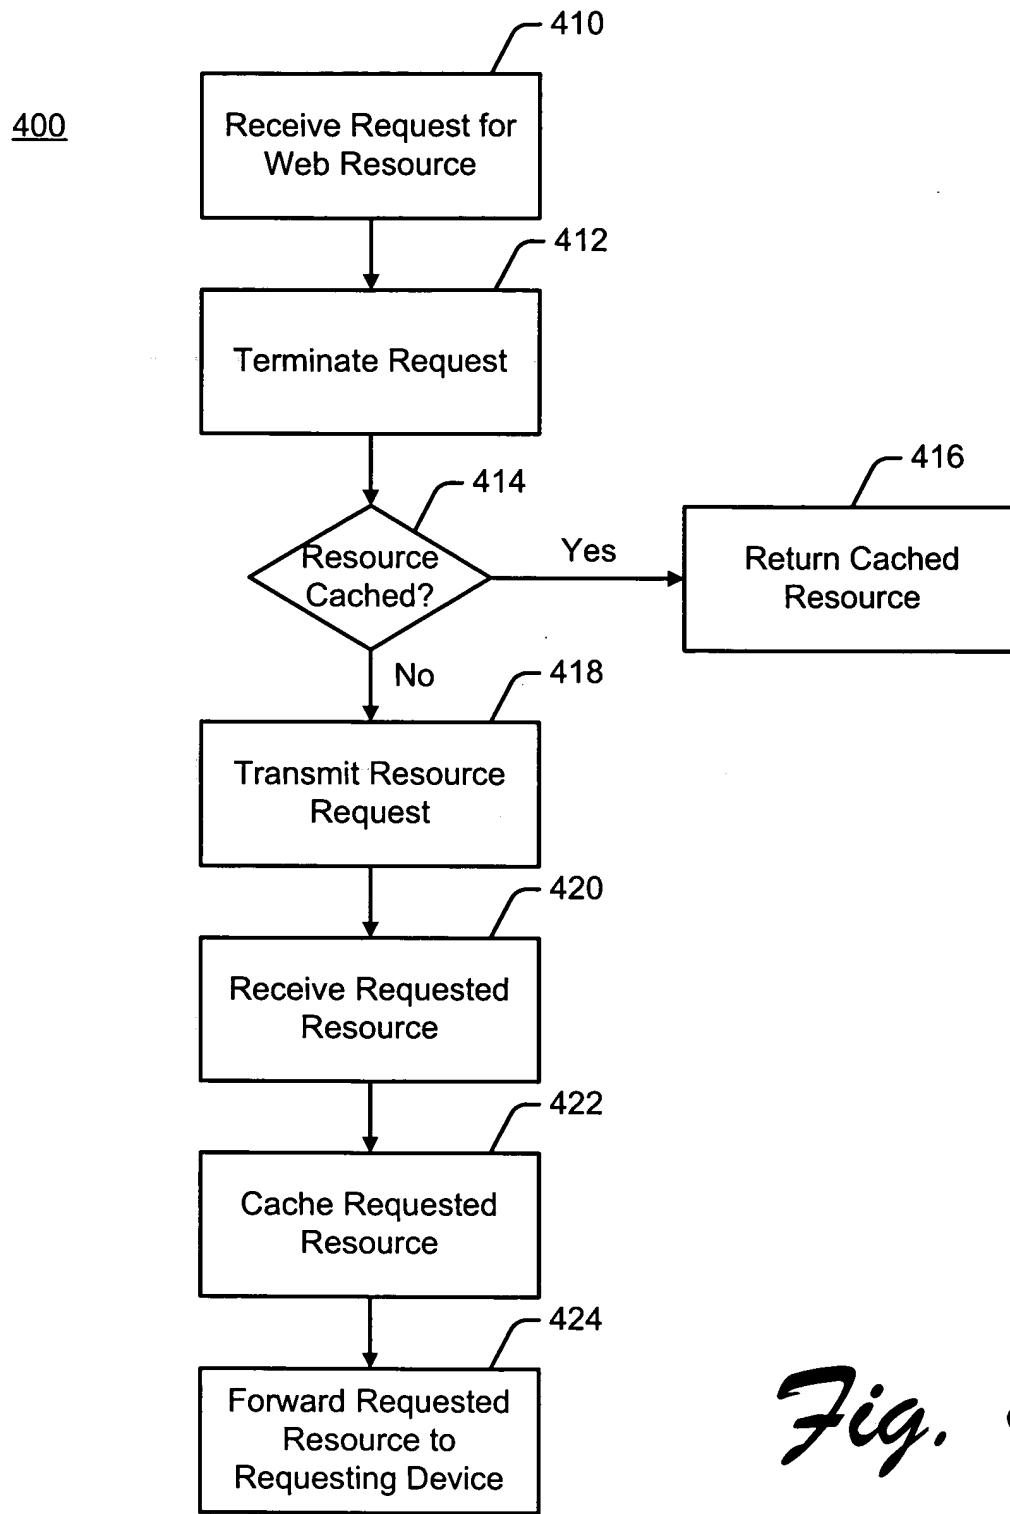 410
400
Receive Request for
Web Resource
412
Terminate Request
414
416
Resource
Cached?
Yes
Return Cached
Resource
No
418
Transmit Resource
Request
420
Receive Requested
Resource
422
Cache Requested
Resource
424
Forward Requested
Resource to
Requesting Device
Fig.